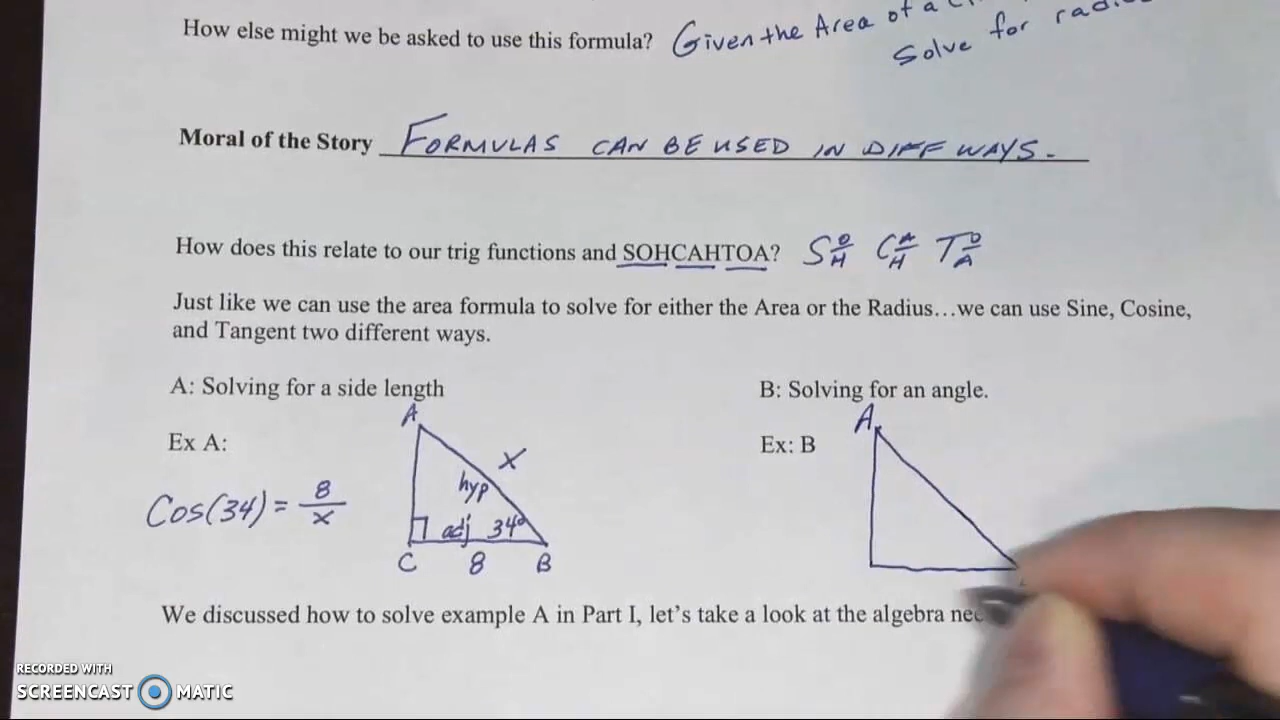 How else might we be asked to use this formula? Given the Area of a
Solve for
Moral of the Story FORMULAS CAN BE USED IN DIFF WAYS.
How does this relate to our trig functions and SOHCAHTOA? S O/H C A/H T O/A
Just like we can use the area formula to solve for either the Area or the Radius…we can use Sine, Cosine,
and Tangent two different ways.
A: Solving for a side length
B: Solving for an angle.
Ex A:
A
x
hyp
Cos(34) = 8/x
adj 34°
C 8 B
Ex: B
A
We discussed how to solve example A in Part I, let’s take a look at the algebra
RECORDED WITH
SCREENCAST MATIC